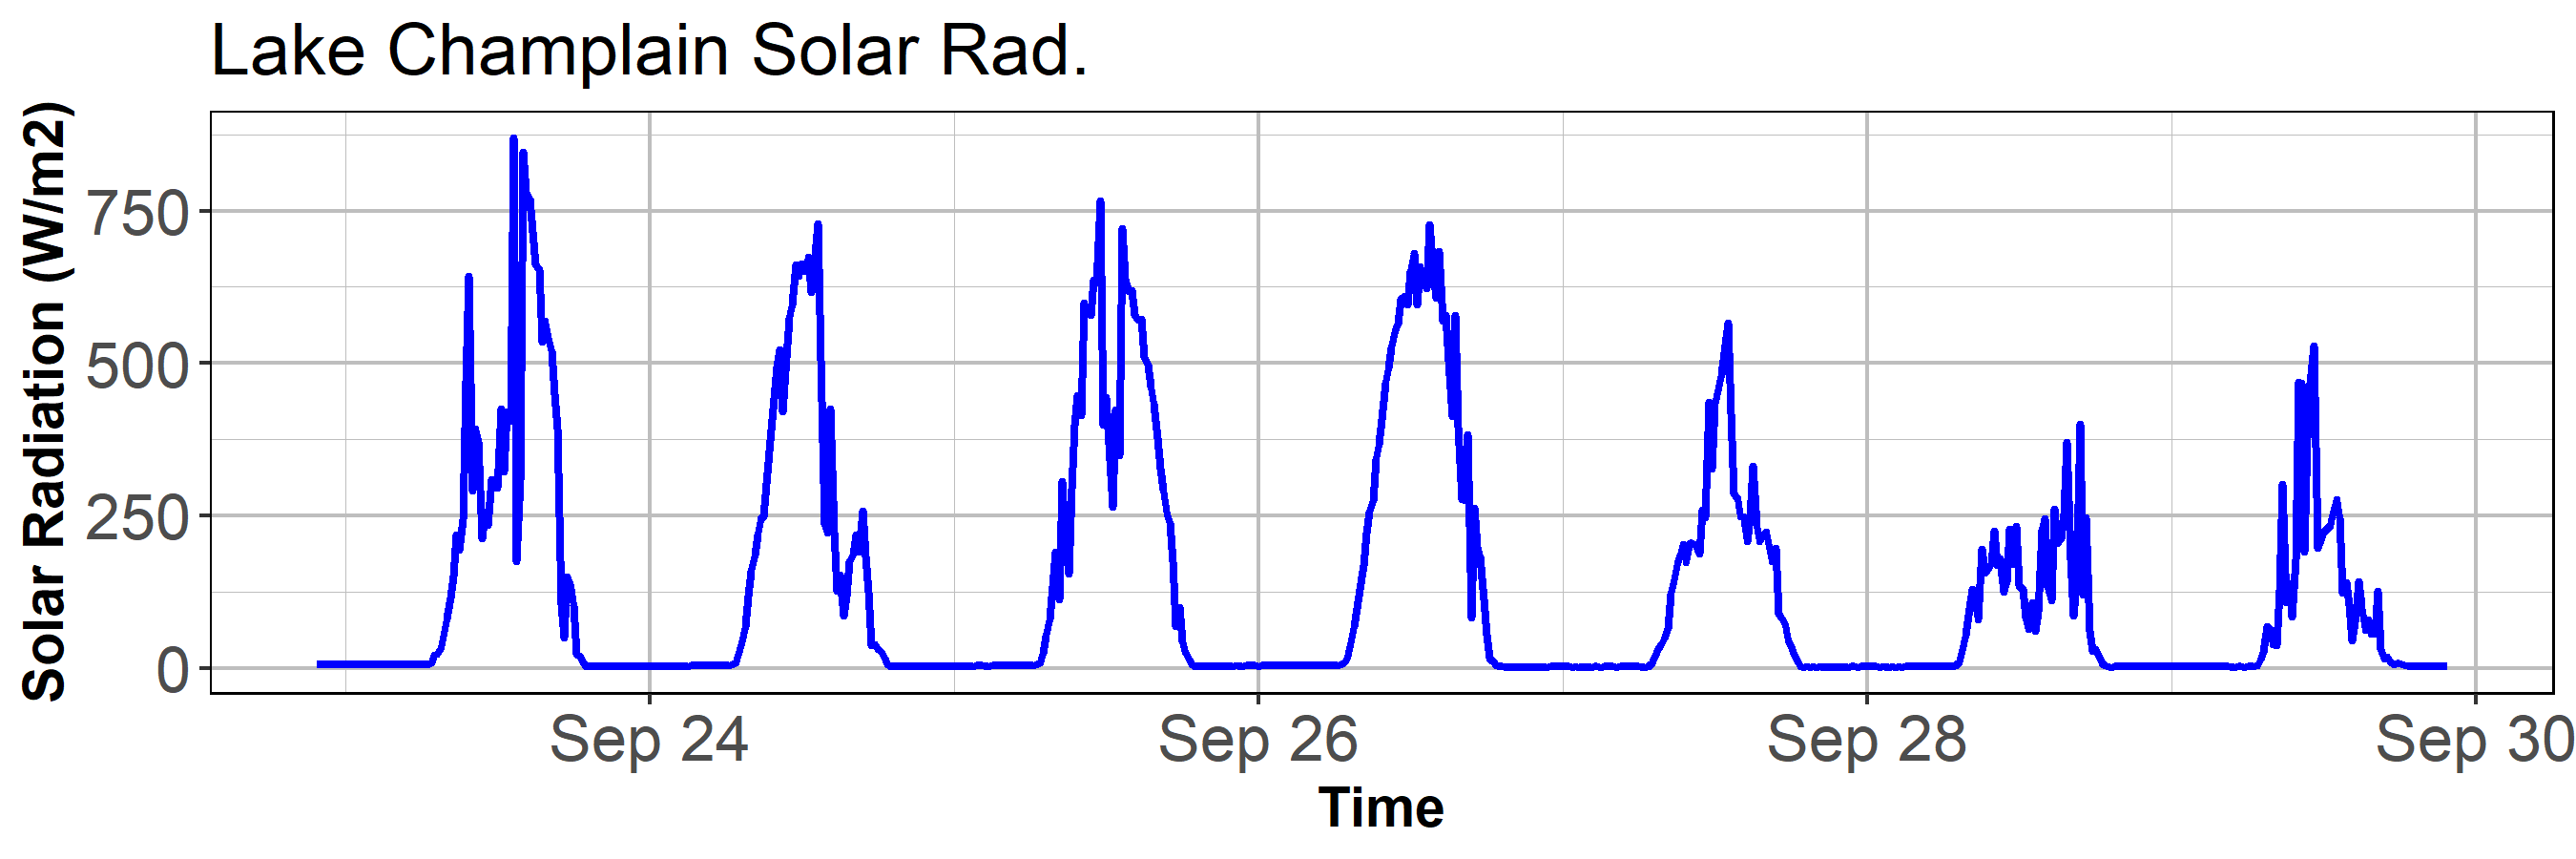 Lake Champlain Solar Rad.
Solar Radiation (W/m2)
750
500
250
0
Sep 24 Sep 26 Sep 28 Sep 30
Time